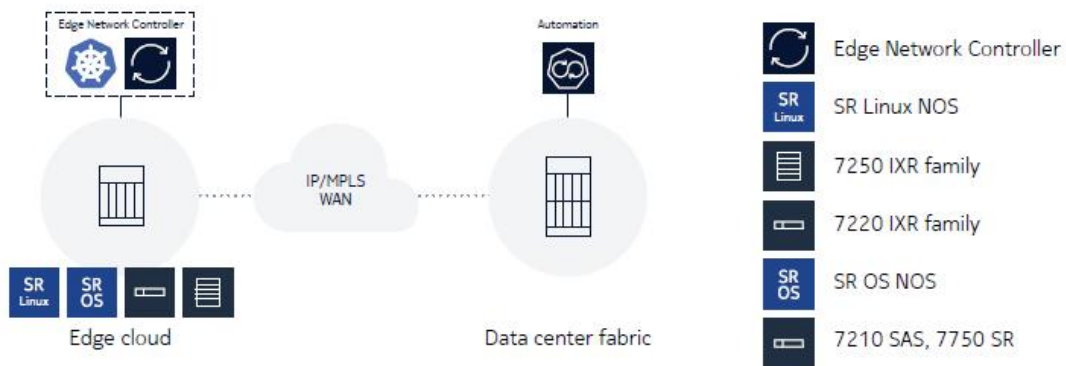 Edge Network Controller
Automation
IP/MPLS
WAN
SR
Linux
SR
OS
Edge cloud
Data center fabric
Edge Network Controller
SR
Linux
SR Linux NOS
7250 IXR family
7220 IXR family
SR
OS
SR OS NOS
7210 SAS, 7750 SR